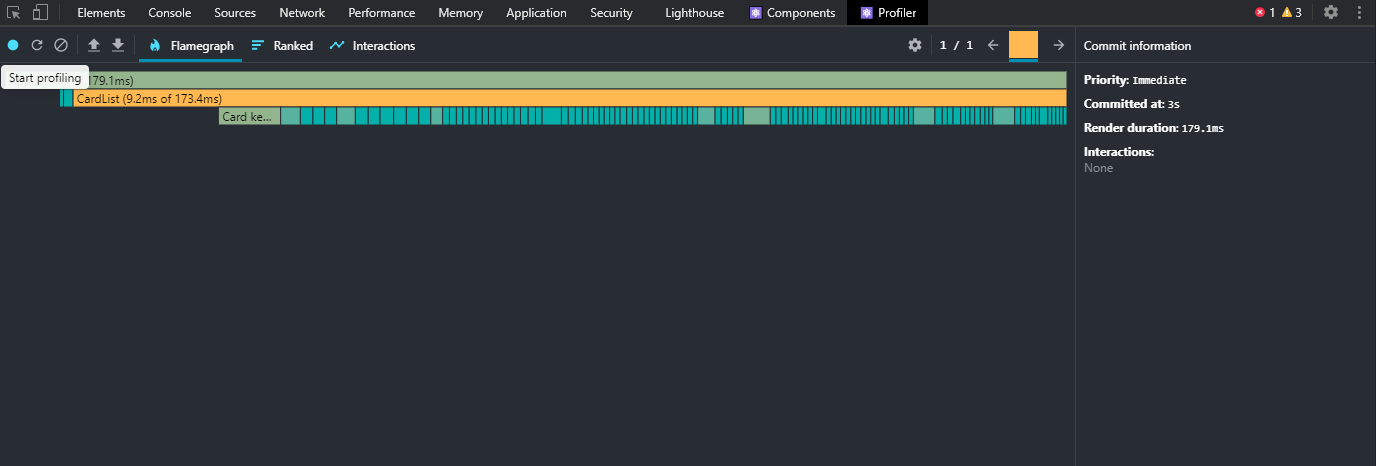 Elements Console Sources Network Performance Memory Application Security Lighthouse Components Profiler 1 3
Flamegraph Ranked Interactions 1 / 1 Commit information
Start profiling 179.1ms)
CardList (9.2ms of 173.4ms)
Card ke...
Priority: Immediate
Committed at: 3s
Render duration: 179.1ms
Interactions:
None